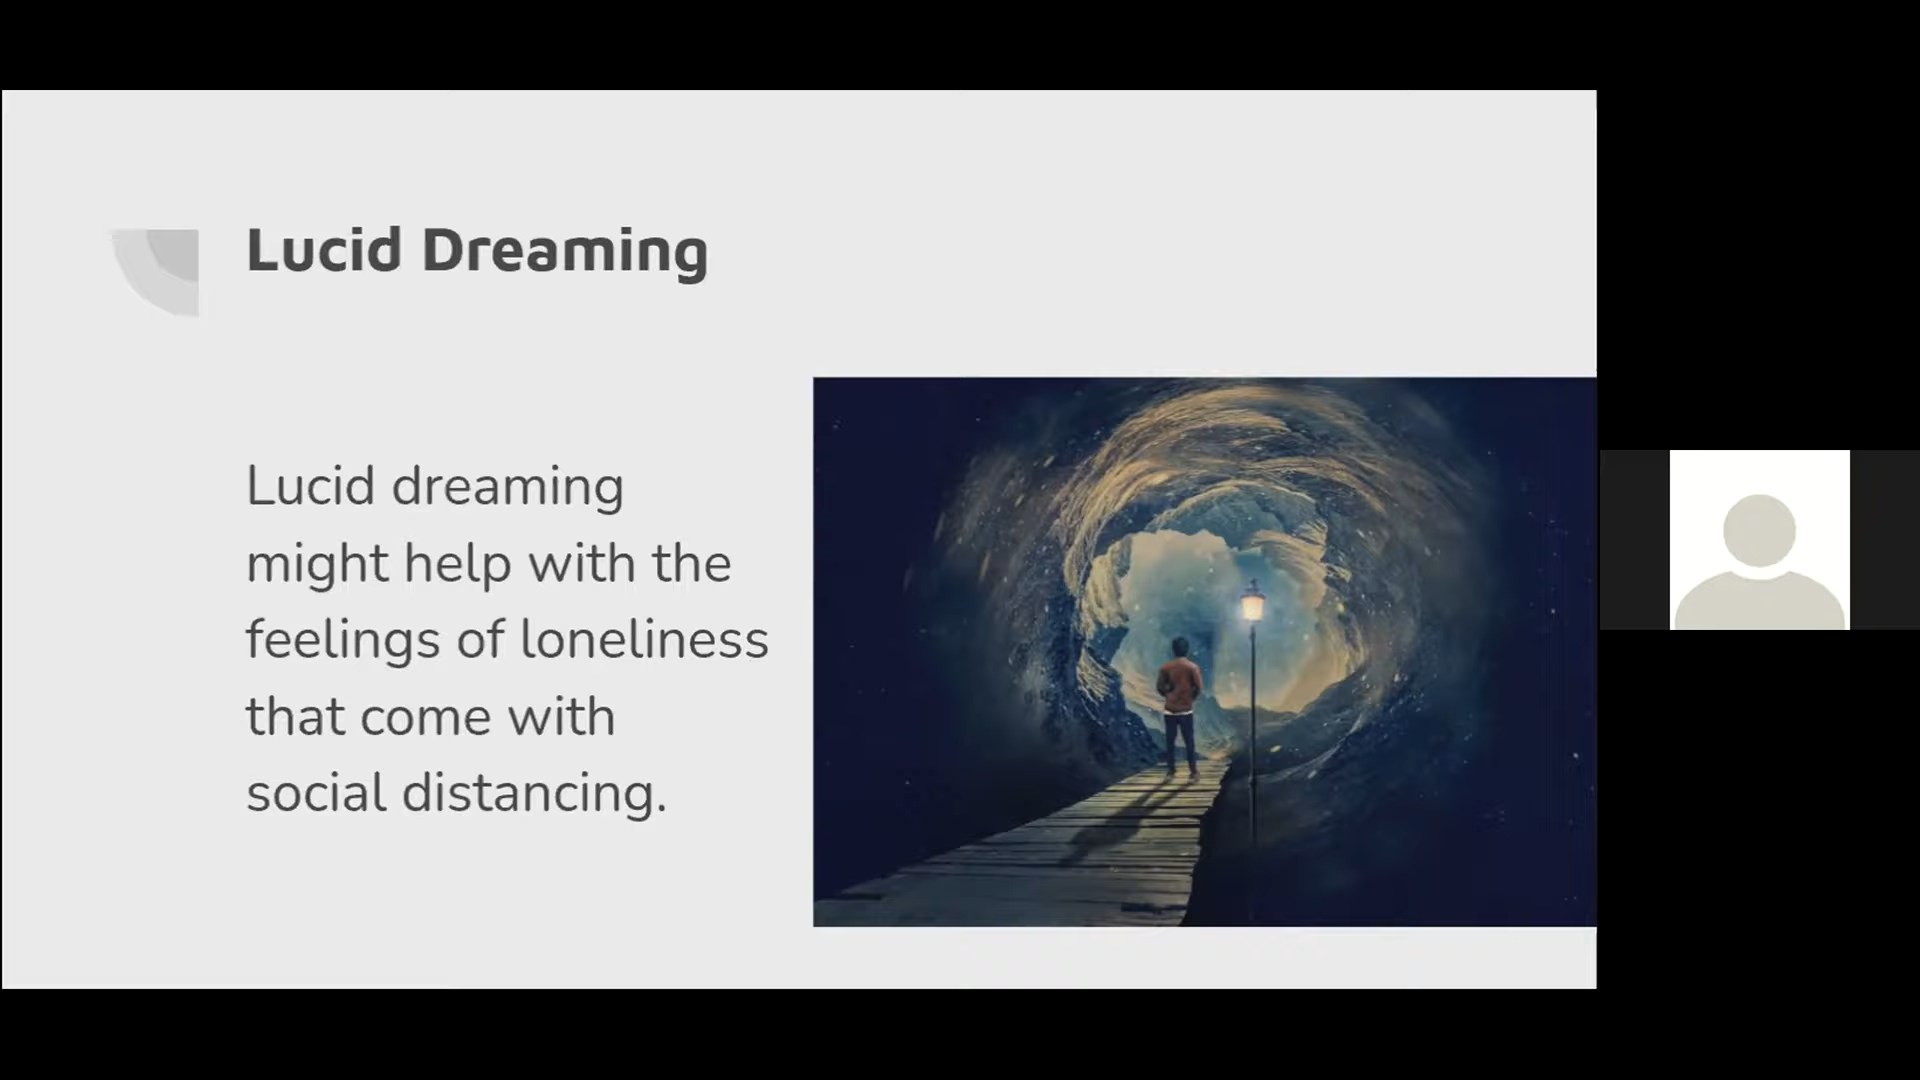 Lucid Dreaming
Lucid dreaming
might help with the
feelings of loneliness
that come with
social distancing.